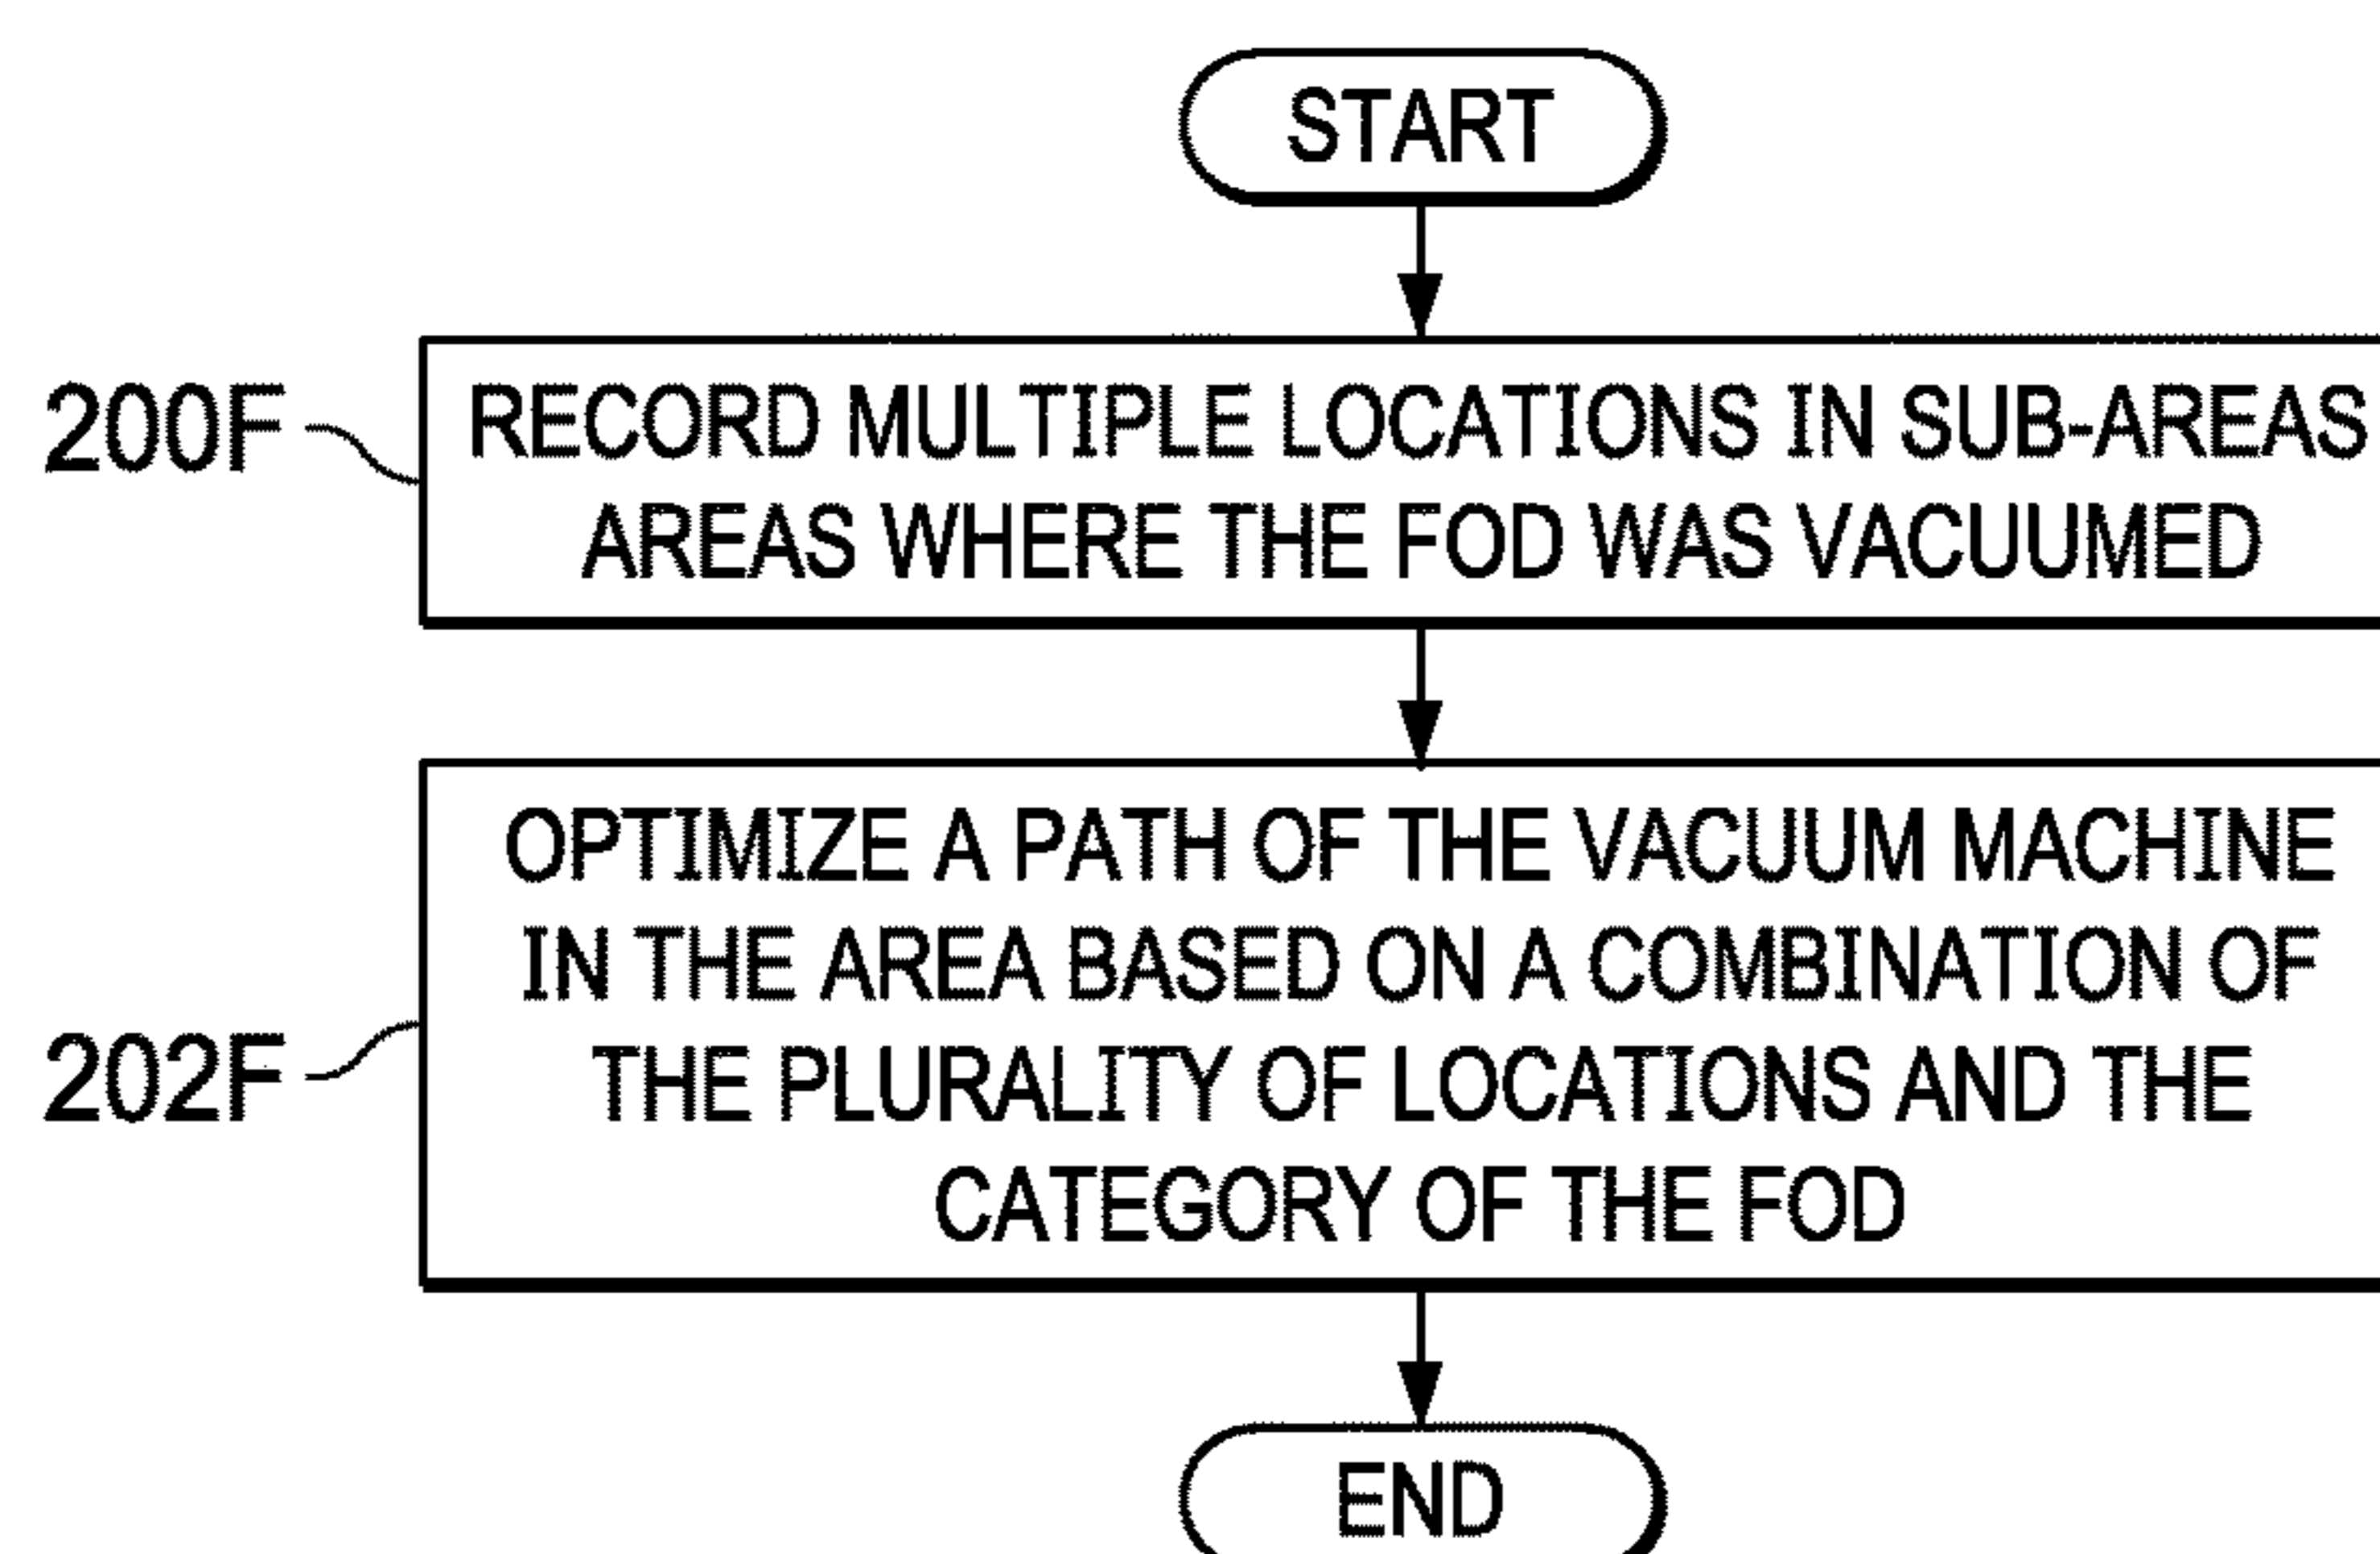 START
200F
RECORD MULTIPLE LOCATIONS IN SUB-AREAS
AREAS WHERE THE FOD WAS VACUUMED
OPTIMIZE A PATH OF THE VACUUM MACHINE
IN THE AREA BASED ON A COMBINATION OF
202F
THE PLURALITY OF LOCATIONS AND THE
CATEGORY OF THE FOD
END